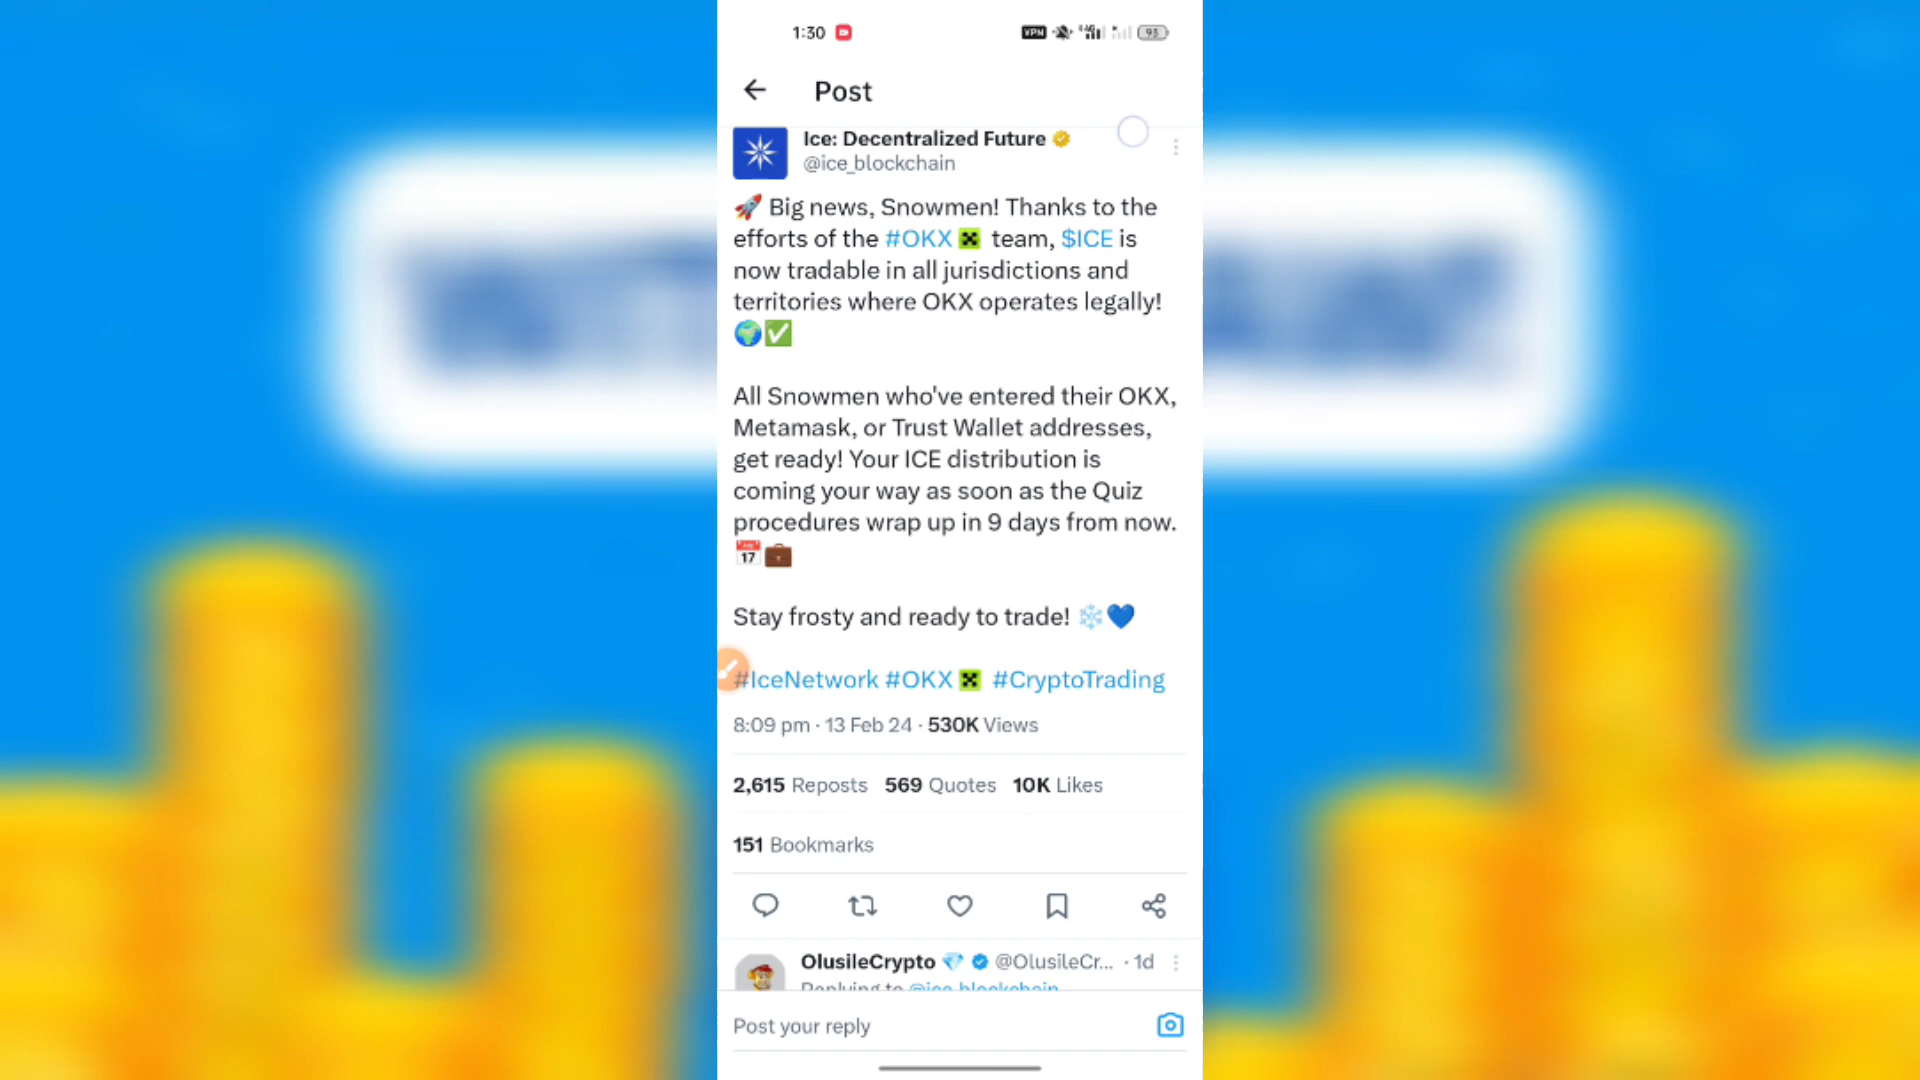 1:30
VPN
93
Post
Ice: Decentralized Future
@ice_blockchain
🚀 Big news, Snowmen! Thanks to the
efforts of the #OKX team, $ICE is
now tradable in all jurisdictions and
territories where OKX operates legally!
🌍✅
All Snowmen who've entered their OKX,
Metamask, or Trust Wallet addresses,
get ready! Your ICE distribution is
coming your way as soon as the Quiz
procedures wrap up in 9 days from now.
📅💼
Stay frosty and ready to trade! ❄️💙
#IceNetwork #OKX #CryptoTrading
8:09 pm · 13 Feb 24 · 530K Views
2,615 Reposts 569 Quotes 10K Likes
151 Bookmarks
OlusileCrypto 💎 @OlusileCr... · 1d
Replying to @ice_blockchain
Post your reply